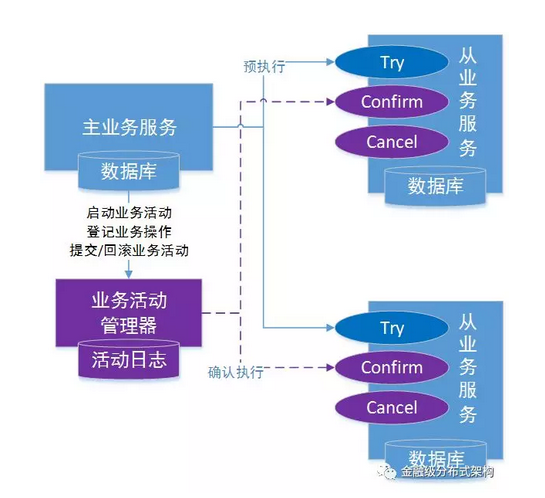 预执行
Try
Confirm
Cancel
从业务服务
数据库
主业务服务
数据库
启动业务活动
登记业务操作
提交/回滚业务活动
业务活动
管理器
活动日志
确认执行
Try
Confirm
Cancel
从业务服务
数据库
金融级分布式架构